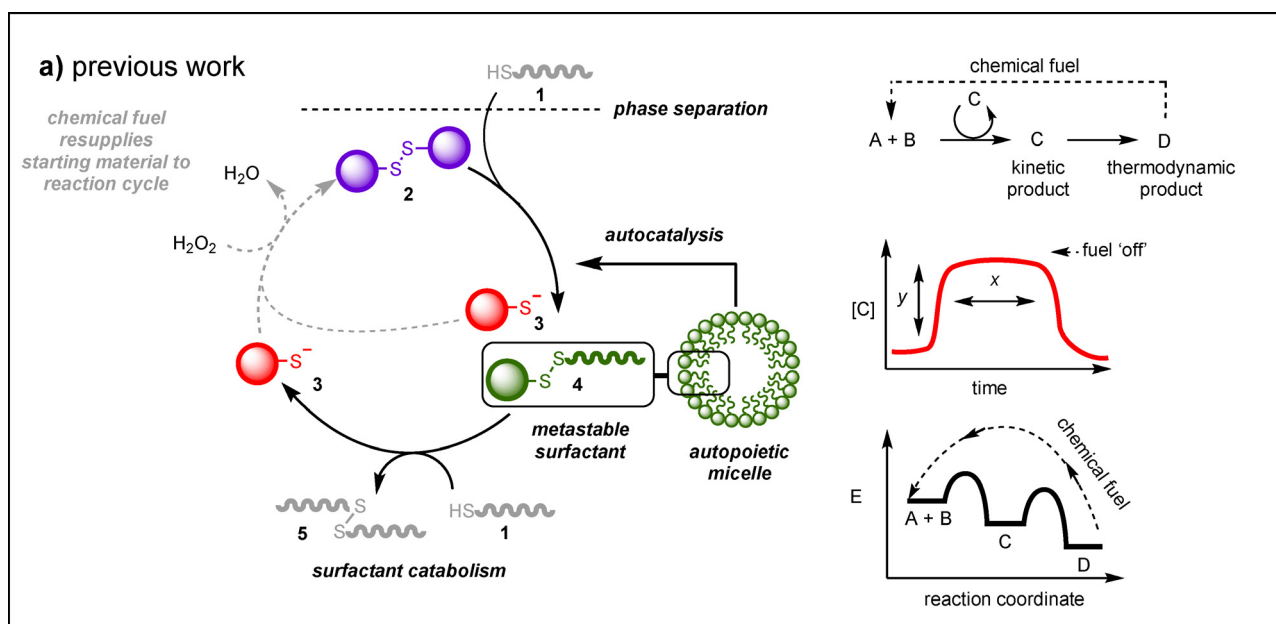 a) previous work
chemical fuel
resupplies
starting material to
reaction cycle
HS
1
phase separation
H2O
S
S
2
H2O2
autocatalysis
S−
3
S−
3
S
S
4
metastable
surfactant
autopoietic
micelle
S
S
5
HS
1
surfactant catabolism
chemical fuel
C
A + B
C
D
kinetic
product
thermodynamic
product
fuel 'off'
[C]
y
x
time
E
chemical fuel
A + B
C
D
reaction coordinate